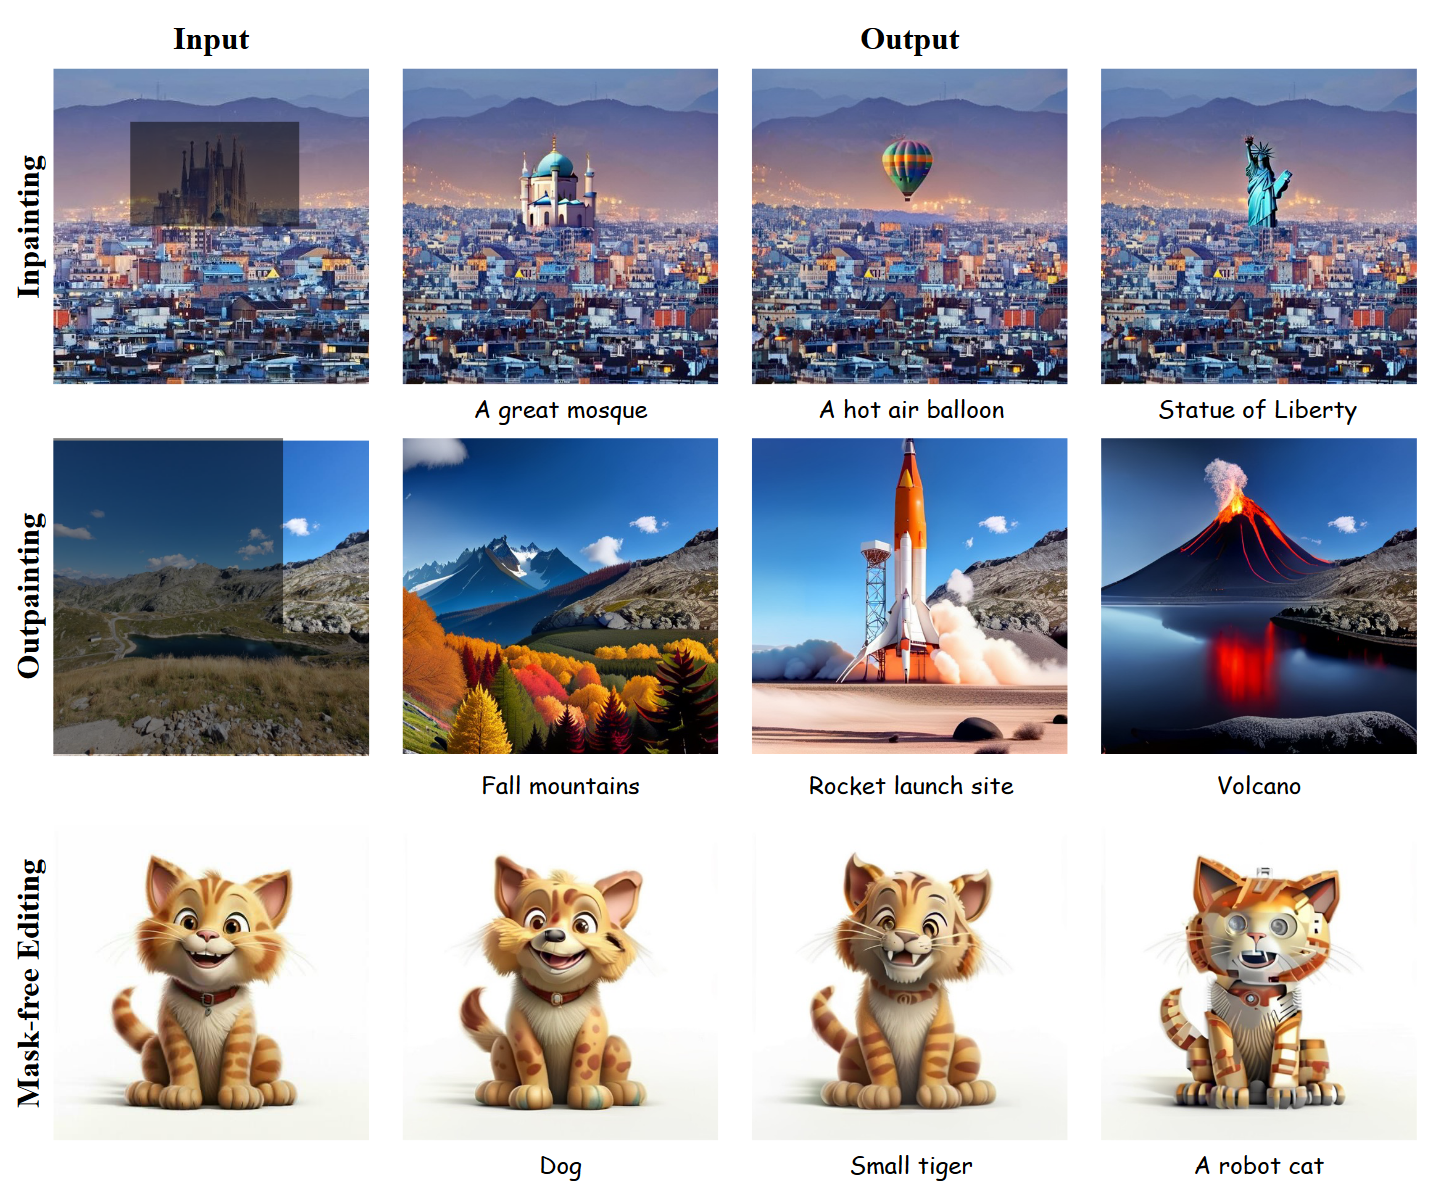 Input
Output
Inpainting
A great mosque
A hot air balloon
Statue of Liberty
Outpainting
Fall mountains
Rocket launch site
Volcano
Mask-free Editing
Dog
Small tiger
A robot cat